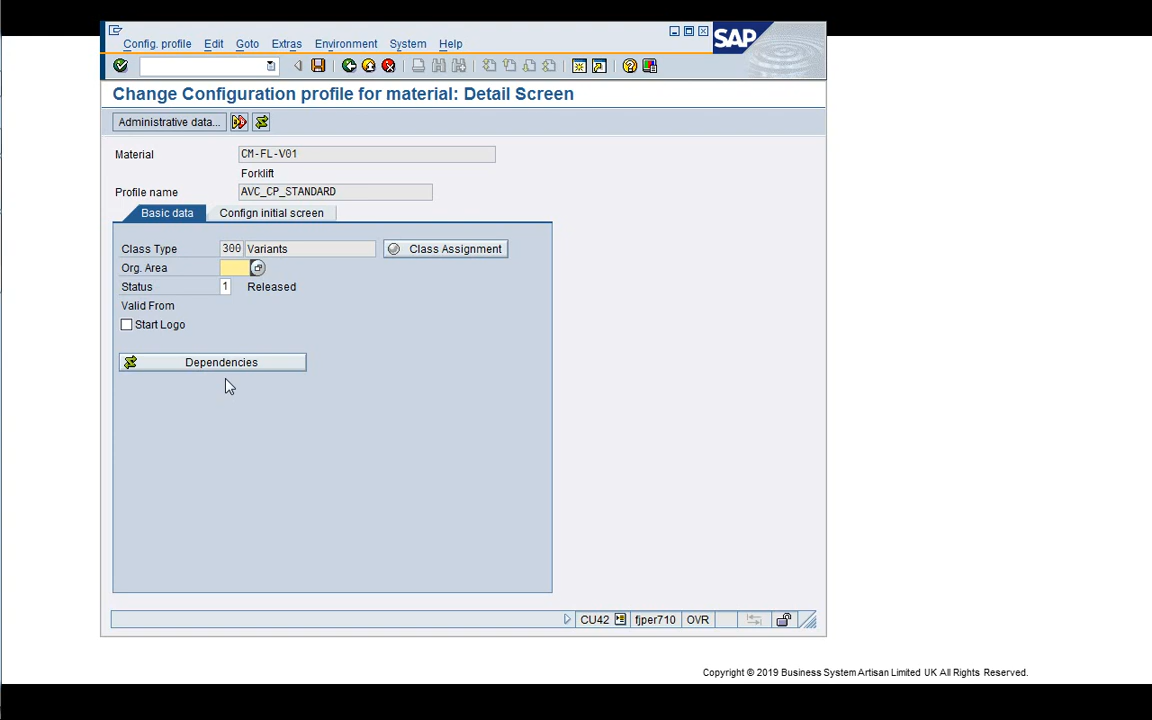 Config. profile Edit Goto Extras Environment System Help
SAP
Change Configuration profile for material: Detail Screen
Administrative data...
Material CM-FL-V01
Forklift
Profile name AVC_CP_STANDARD
Basic data Confign initial screen
Class Type 300 Variants Class Assignment
Org. Area
Status 1 Released
Valid From
Start Logo
Dependencies
CU42 fjper710 OVR
Copyright © 2019 Business System Artisan Limited UK All Rights Reserved.